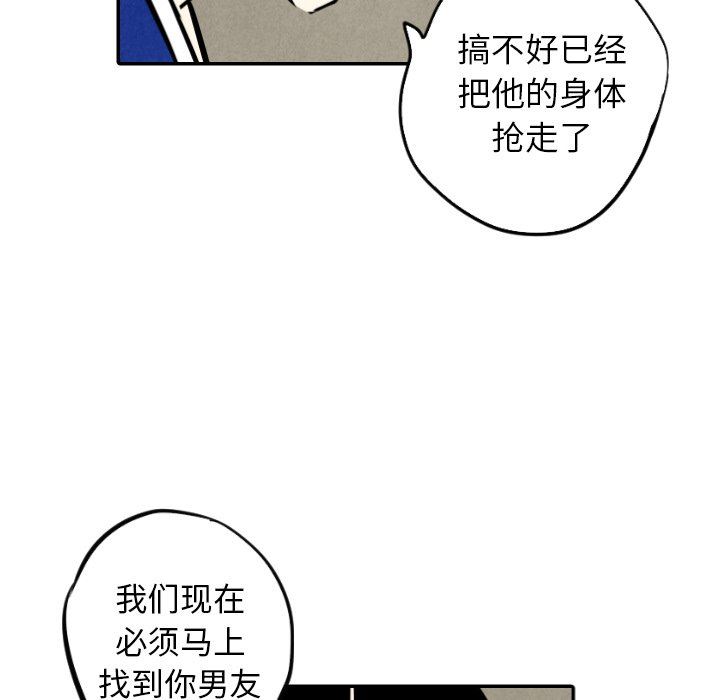 搞不好已经
把他的身体
抢走了
我们现在
必须马上
找到你男友